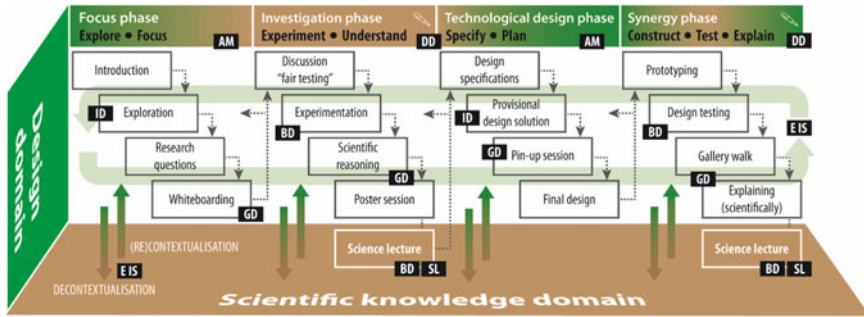 Focus phase
Explore • Focus
AM
Investigation phase
Experiment • Understand
DD
Technological design phase
Specify • Plan
AM
Synergy phase
Construct • Test • Explain
DD
Introduction
ID
Exploration
Research
questions
Whiteboarding
GD
Discussion
"fair testing"
BD
Experimentation
Scientific
reasoning
GD
Poster session
Science lecture
BD
SL
Design
specifications
ID
Provisional
design solution
GD
Pin-up session
Final design
Prototyping
BD
Design testing
Gallery walk
GD
Explaining
(scientifically)
Science lecture
BD
SL
E IS
Design
domain
(RE)CONTEXTUALISATION
E IS
DECONTEXTUALISATION
Scientific knowledge domain